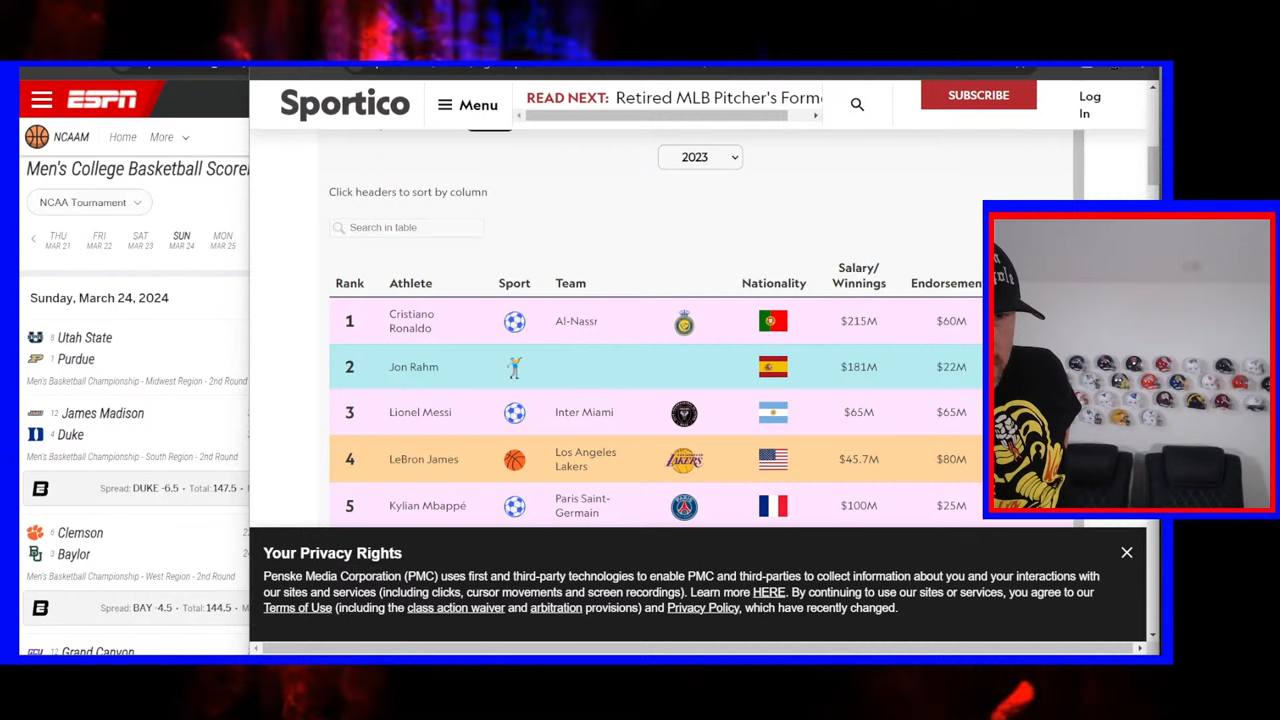 ESPN
NCAAM Home More
Men's College Basketball Score
NCAA Tournament
THU FRI SAT SUN MON
MAR 21 MAR 22 MAR 23 MAR 24 MAR 25
Sunday, March 24, 2024
8 Utah State
1 Purdue
Men's Basketball Championship - Midwest Region - 2nd Round
12 James Madison
4 Duke
Men's Basketball Championship - South Region - 2nd Round
Spread: DUKE -6.5 Total: 147.5
6 Clemson
3 Baylor
Men's Basketball Championship - West Region - 2nd Round
Spread: BAY -4.5 Total: 144.5
12 Grand Canyon
Sportico Menu READ NEXT: Retired MLB Pitcher's Form SUBSCRIBE Log
In
2023
Click headers to sort by column
Search in table
Rank Athlete Sport Team Nationality Salary/
Winnings Endorsemen
1 Cristiano
Ronaldo Al-Nassr $215M $60M
2 Jon Rahm $181M $22M
3 Lionel Messi Inter Miami $65M $65M
4 LeBron James Los Angeles
Lakers LAKERS $45.7M $80M
5 Kylian Mbappé Paris Saint-
Germain $100M $25M
Your Privacy Rights
Penske Media Corporation (PMC) uses first and third-party technologies to enable PMC and third-parties to collect information about you and your interactions with
our sites and services (including clicks, cursor movements and screen recordings). Learn more HERE. By continuing to use our sites or services, you agree to our
Terms of Use (including the class action waiver and arbitration provisions) and Privacy Policy, which have recently changed.